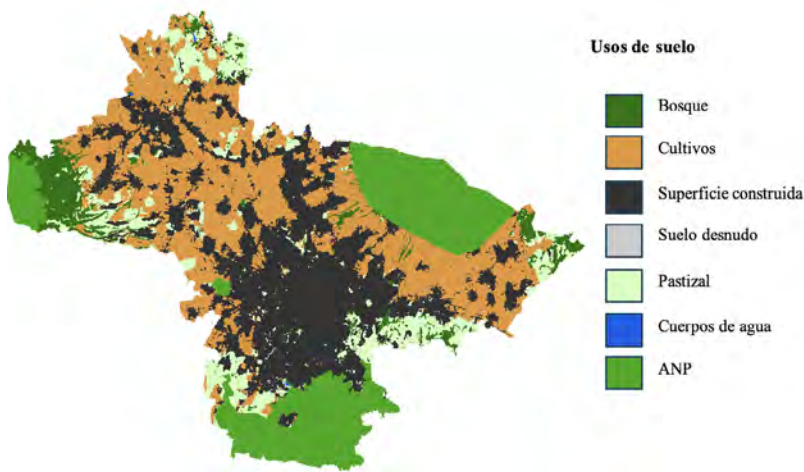 Usos de suelo
Bosque
Cultivos
Superficie construida
Suelo desnudo
Pastizal
Cuerpos de agua
ANP